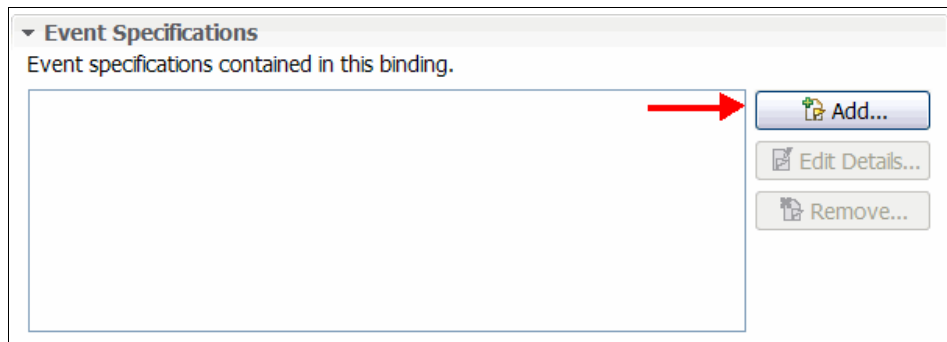 Event Specifications
Event specifications contained in this binding.
Add...
Edit Details...
Remove...